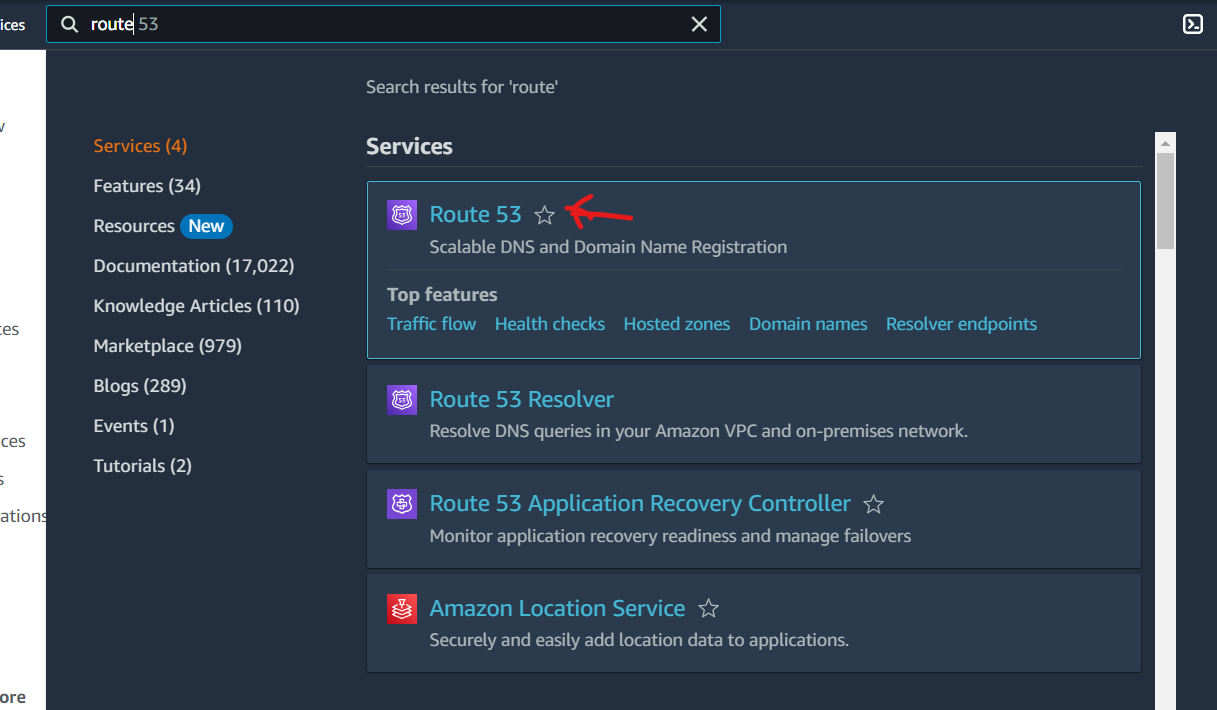 ices
route 53
Search results for 'route'
Services (4)
Features (34)
Resources New
Documentation (17,022)
Knowledge Articles (110)
Marketplace (979)
Blogs (289)
Events (1)
Tutorials (2)
Services
Route 53
Scalable DNS and Domain Name Registration
Top features
Traffic flow Health checks Hosted zones Domain names Resolver endpoints
Route 53 Resolver
Resolve DNS queries in your Amazon VPC and on-premises network.
Route 53 Application Recovery Controller
Monitor application recovery readiness and manage failovers
Amazon Location Service
Securely and easily add location data to applications.
ces
ations
ore